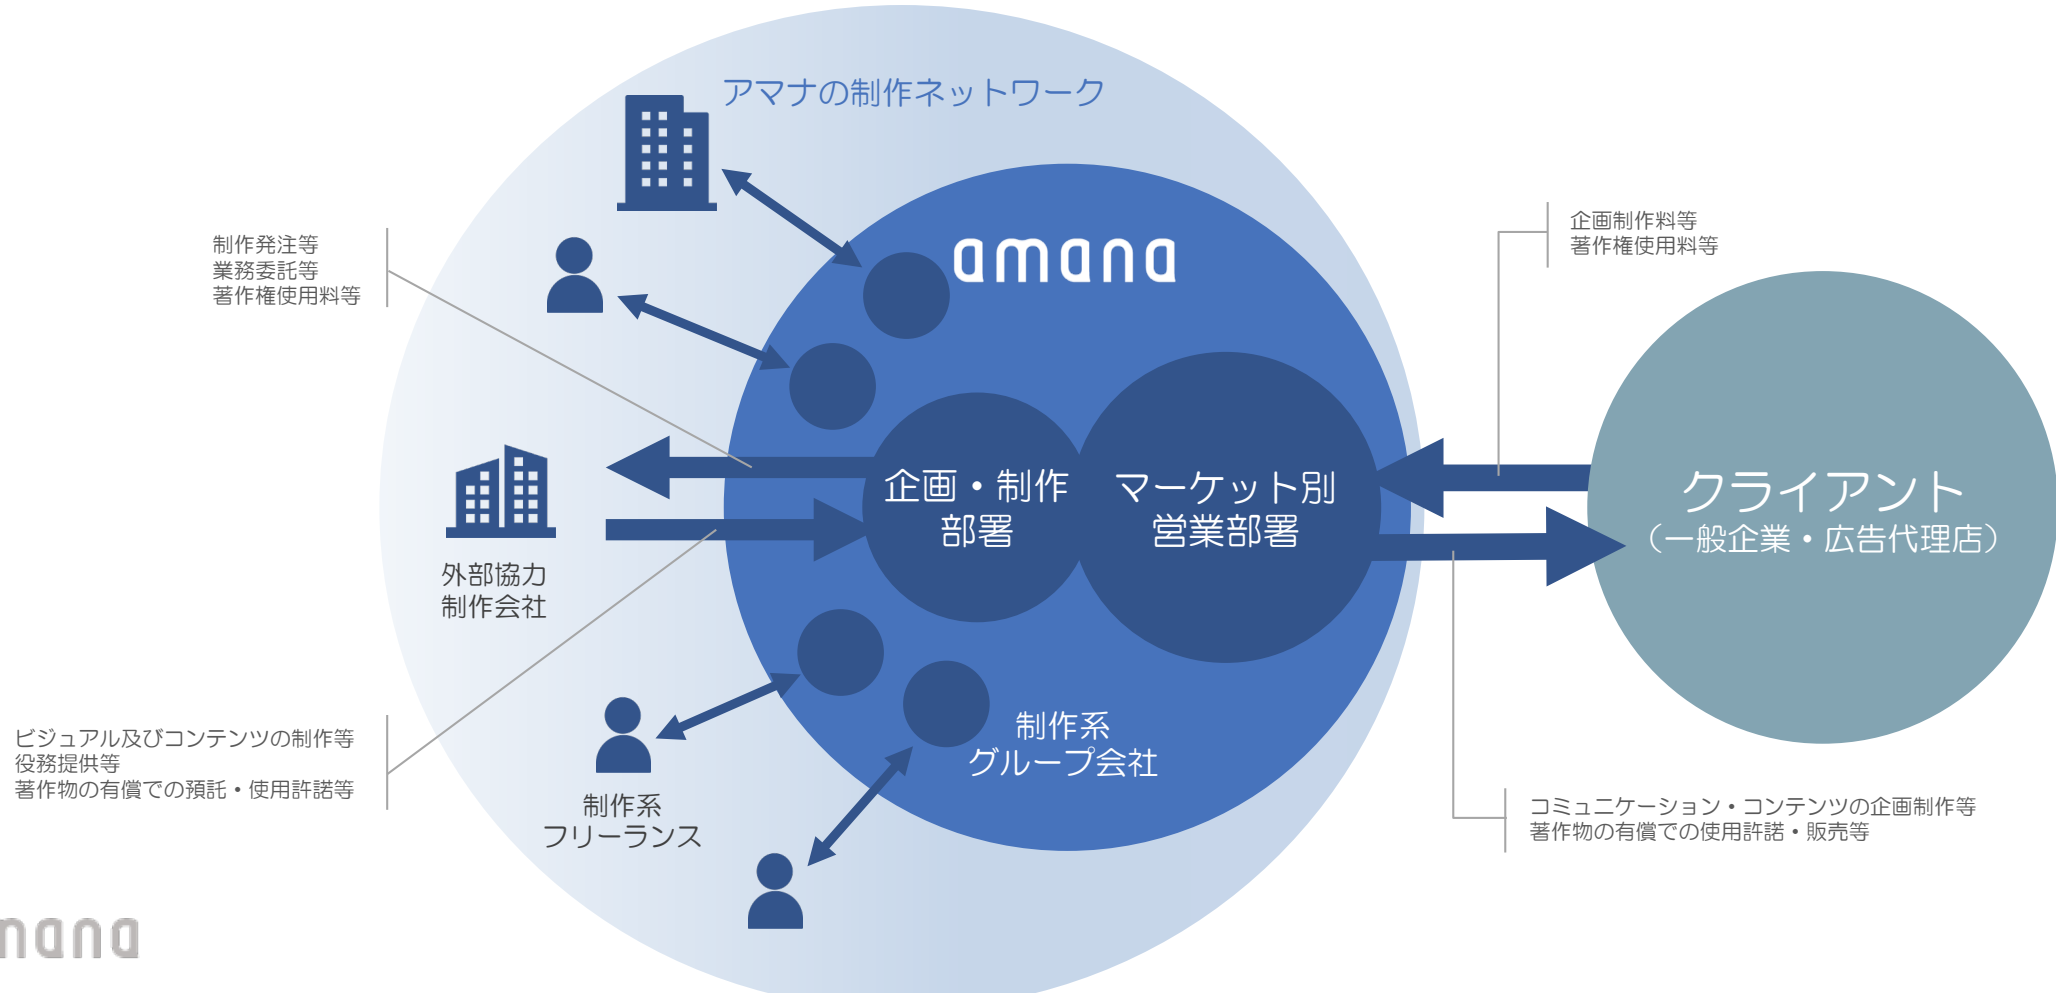 アマナの制作ネットワーク
amana
制作発注等
業務委託等
著作権使用料等
企画制作料等
著作権使用料等
企画・制作
部署
マーケット別
営業部署
クライアント
（一般企業・広告代理店）
外部協力
制作会社
ビジュアル及びコンテンツの制作等
役務提供等
著作物の有償での預託・使用許諾等
制作系
グループ会社
制作系
フリーランス
コミュニケーション・コンテンツの企画制作等
著作物の有償での使用許諾・販売等
mana